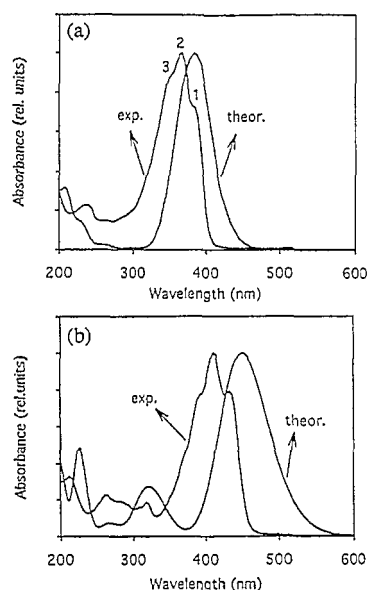 (a)
2
3
1
exp.
theor.
Absorbance (rel. units)
200 300 400 500 600
Wavelength (nm)
(b)
exp.
theor.
Absorbance (rel.units)
200 300 400 500 600
Wavelength (nm)